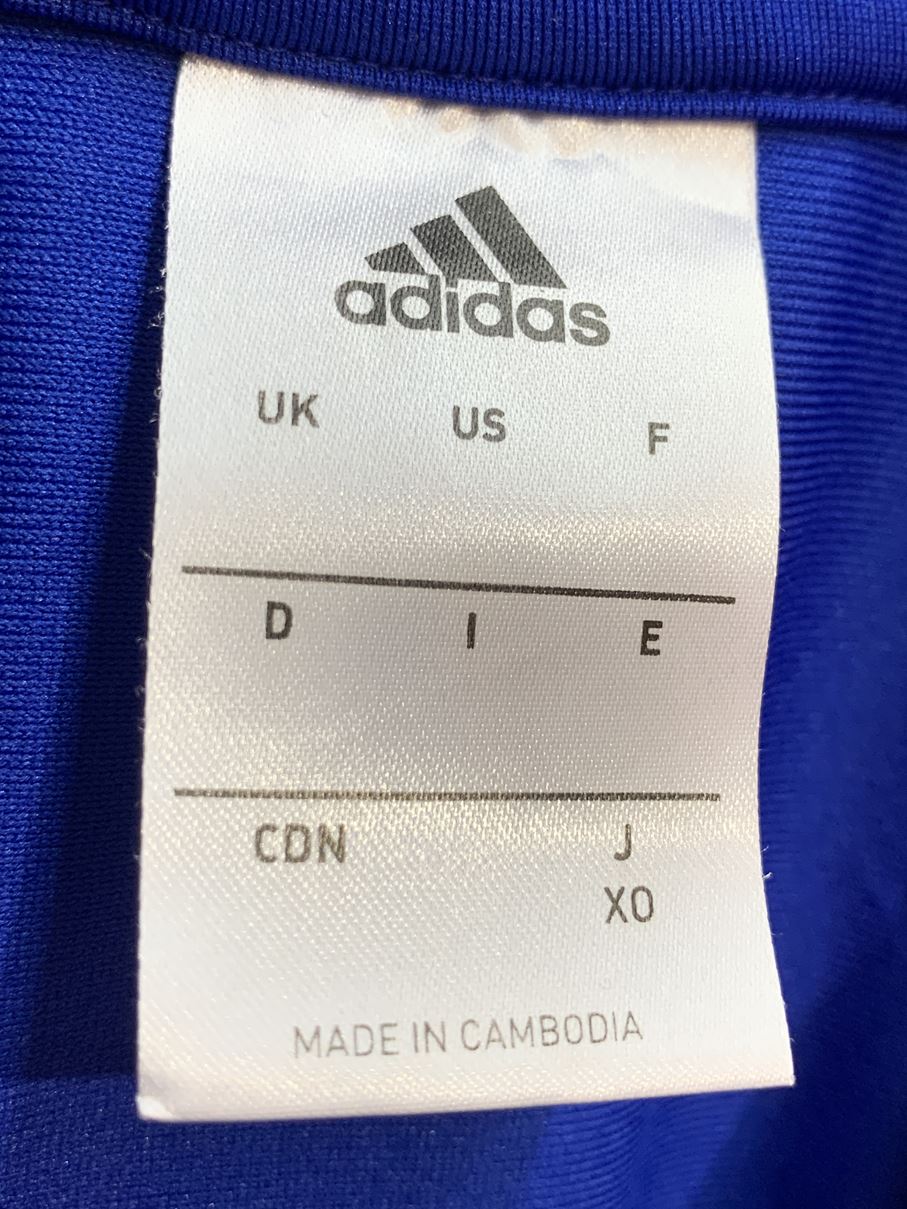 adidas
UK US F
D I E
CDN J
XO
MADE IN CAMBODIA